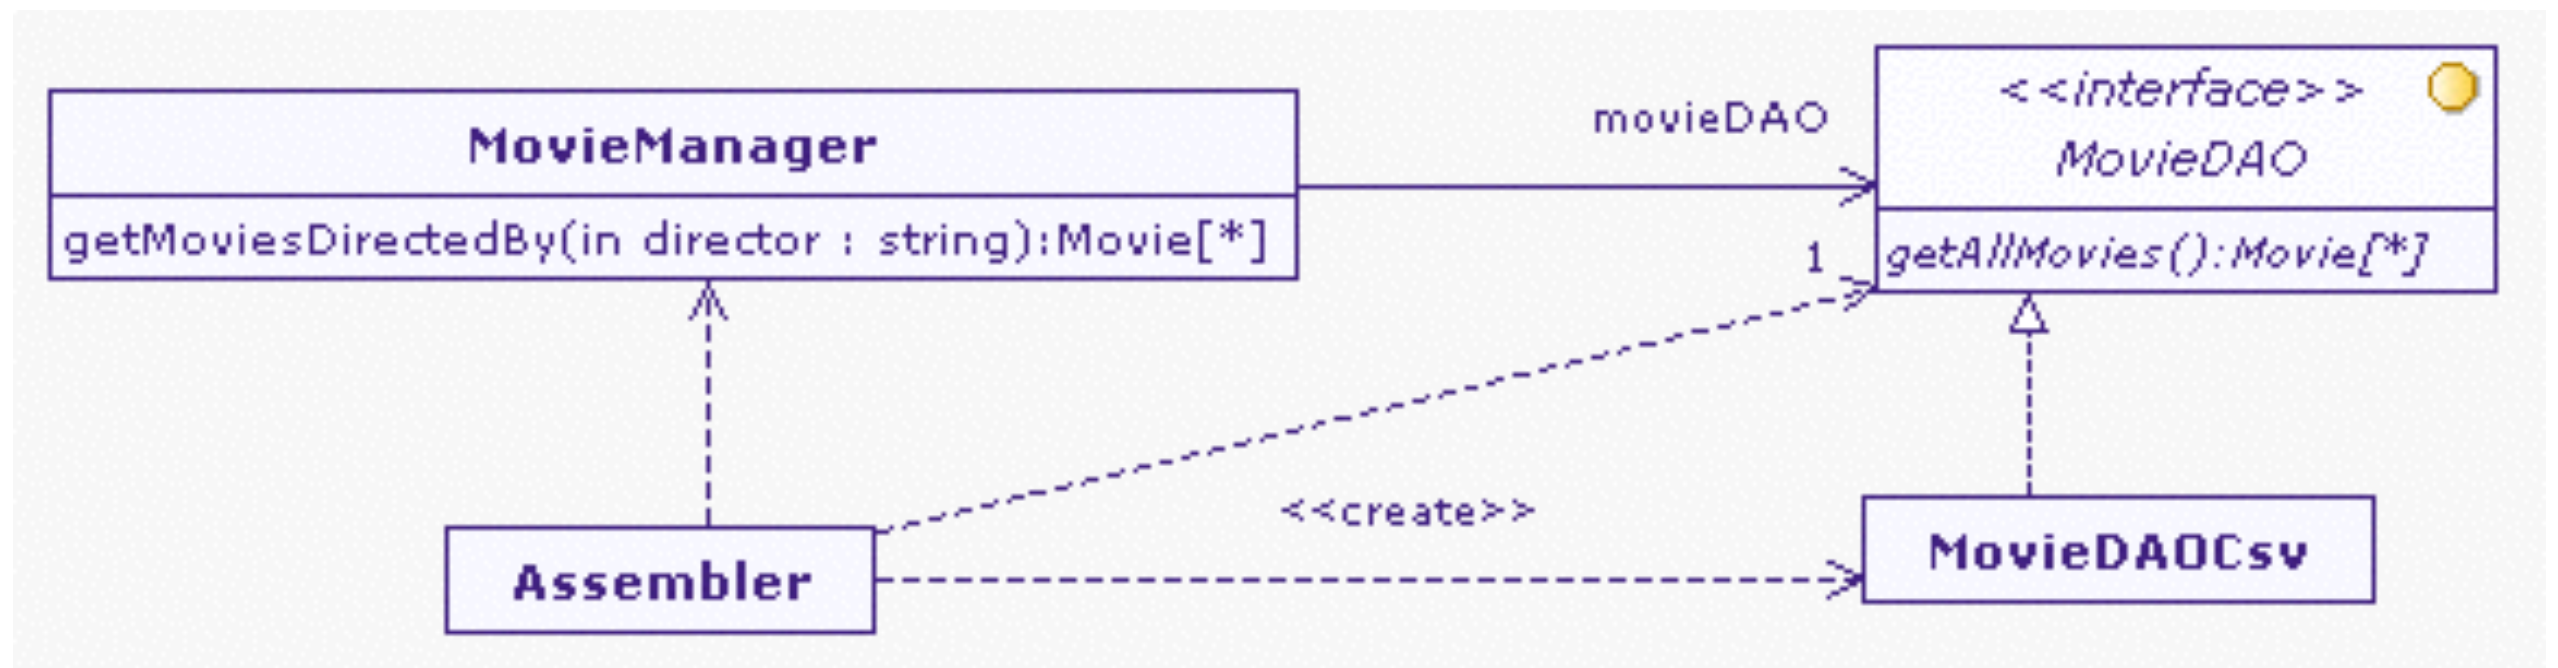 MovieManager
getMoviesDirectedBy(in director : string):Movie[*]
movieDAO
1
<<interface>>
MovieDAO
getAllMovies():Movie[*]
Assembler
<<create>>
MovieDAOCsv